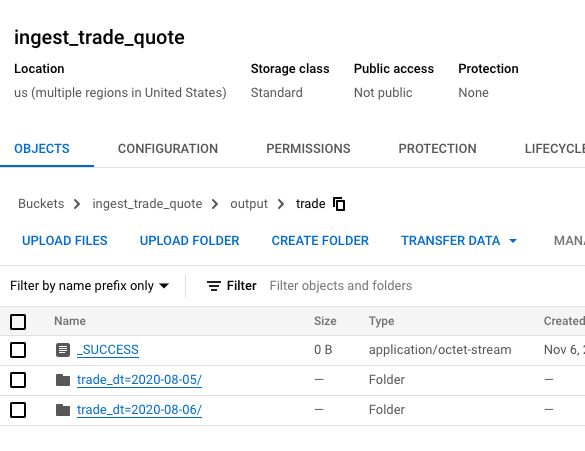 ingest_trade_quote
Location Storage class Public access Protection
us (multiple regions in United States) Standard Not public None
OBJECTS CONFIGURATION PERMISSIONS PROTECTION LIFECYCLE
Buckets > ingest_trade_quote > output > trade
UPLOAD FILES UPLOAD FOLDER CREATE FOLDER TRANSFER DATA MANA
Filter by name prefix only Filter Filter objects and folders
Name Size Type Created
_SUCCESS 0 B application/octet-stream Nov 6, 2
trade_dt=2020-08-05/ — Folder —
trade_dt=2020-08-06/ — Folder —